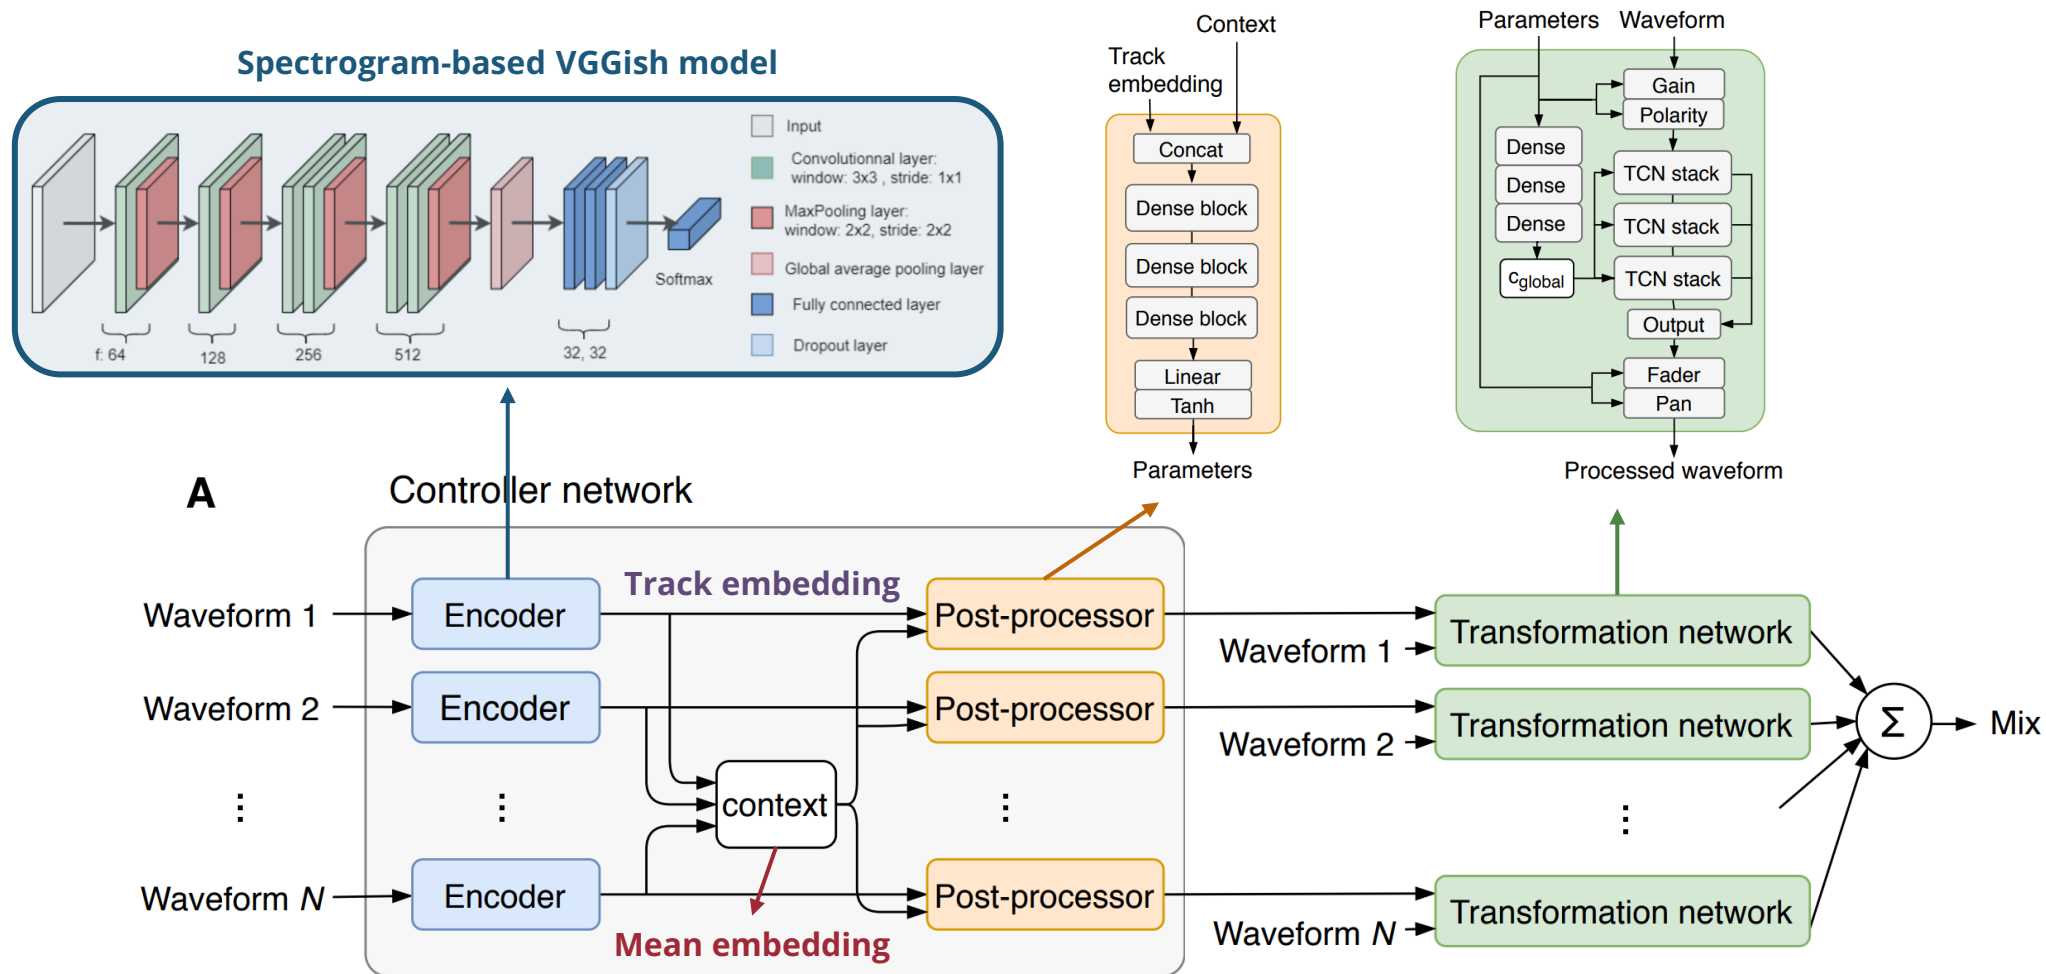 Spectrogram-based VGGish model
Input
Convolutionnal layer:
window: 3x3 , stride: 1x1
MaxPooling layer:
window: 2x2, stride: 2x2
Global average pooling layer
Fully connected layer
Dropout layer
Softmax
f: 64
128
256
512
32, 32
Context
Track
embedding
Concat
Dense block
Dense block
Dense block
Linear
Tanh
Parameters
Parameters
Waveform
Gain
Polarity
Dense
Dense
Dense
cglobal
TCN stack
TCN stack
TCN stack
Output
Fader
Pan
Processed waveform
A
Controller network
Track embedding
Waveform 1
Encoder
Post-processor
Waveform 1
Transformation network
Waveform 2
Encoder
Post-processor
Waveform 2
Transformation network
Σ
Mix
⋮
⋮
context
⋮
⋮
Waveform N
Encoder
Post-processor
Waveform N
Transformation network
Mean embedding